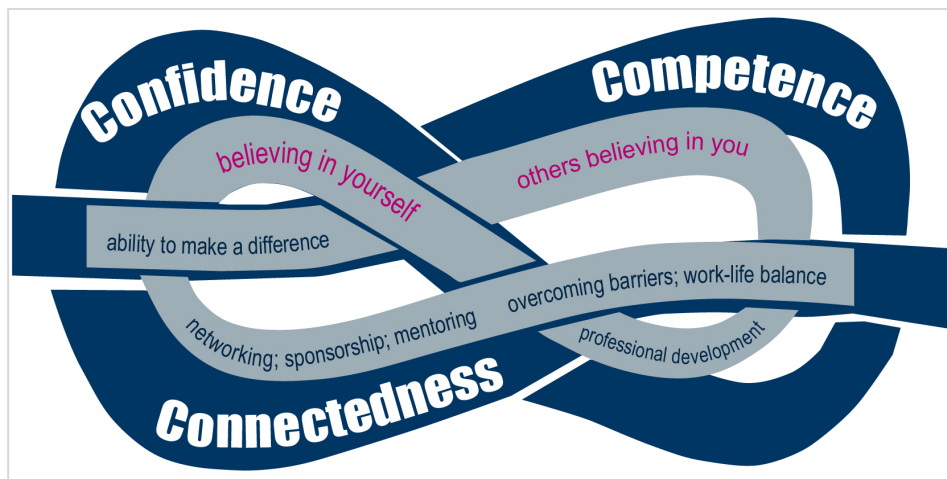 Confidence
Competence
believing in yourself
others believing in you
ability to make a difference
overcoming barriers; work-life balance
networking; sponsorship; mentoring
professional development
Connectedness